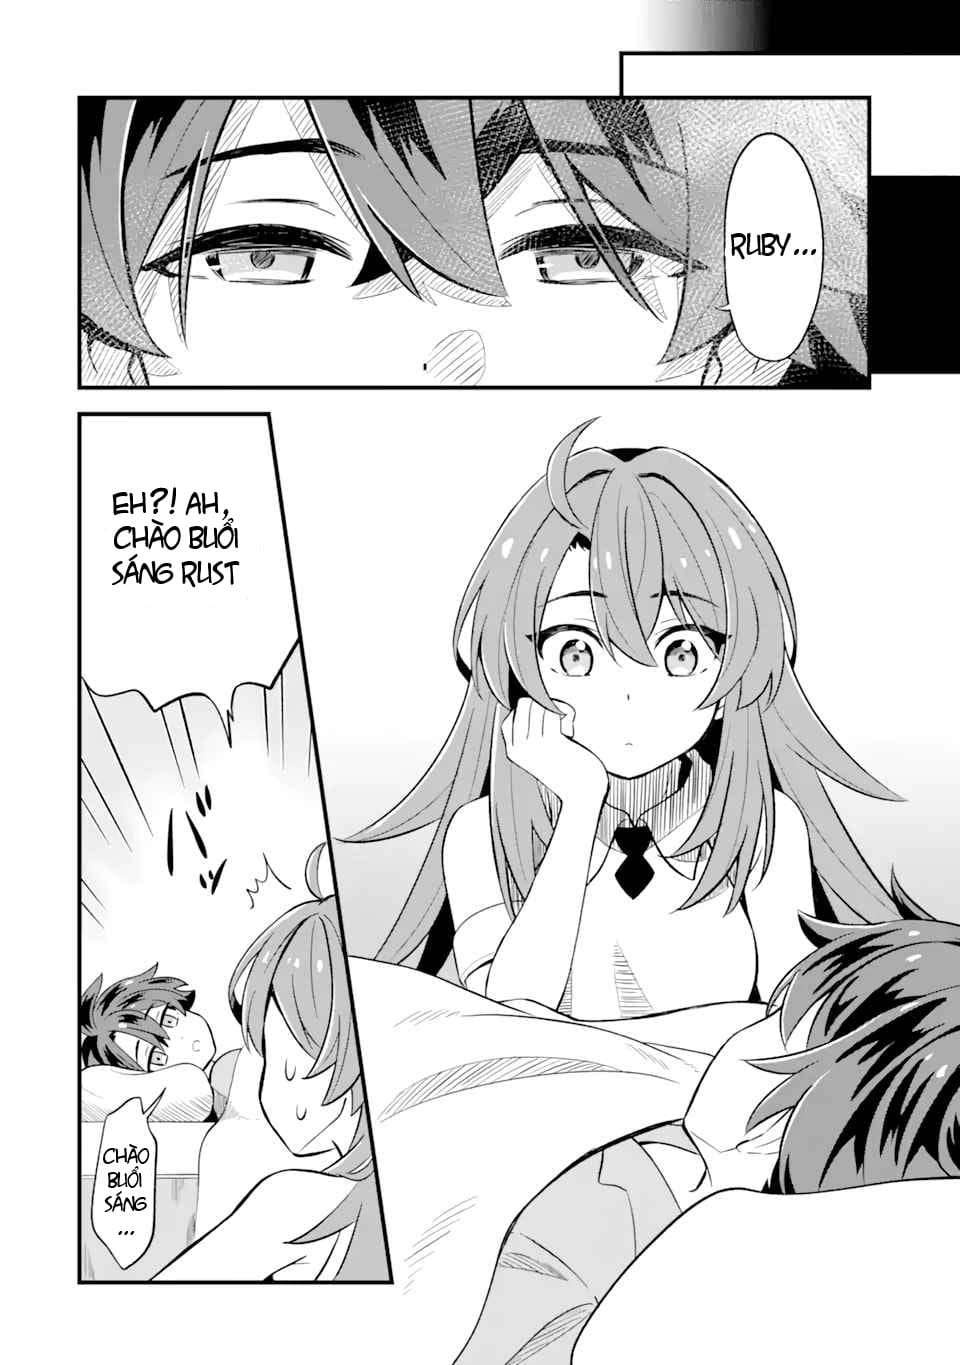 RUBY...
EH?! AH,
CHÀO BUỔI
SÁNG RUST
CHÀO
BUỔI
SÁNG
...